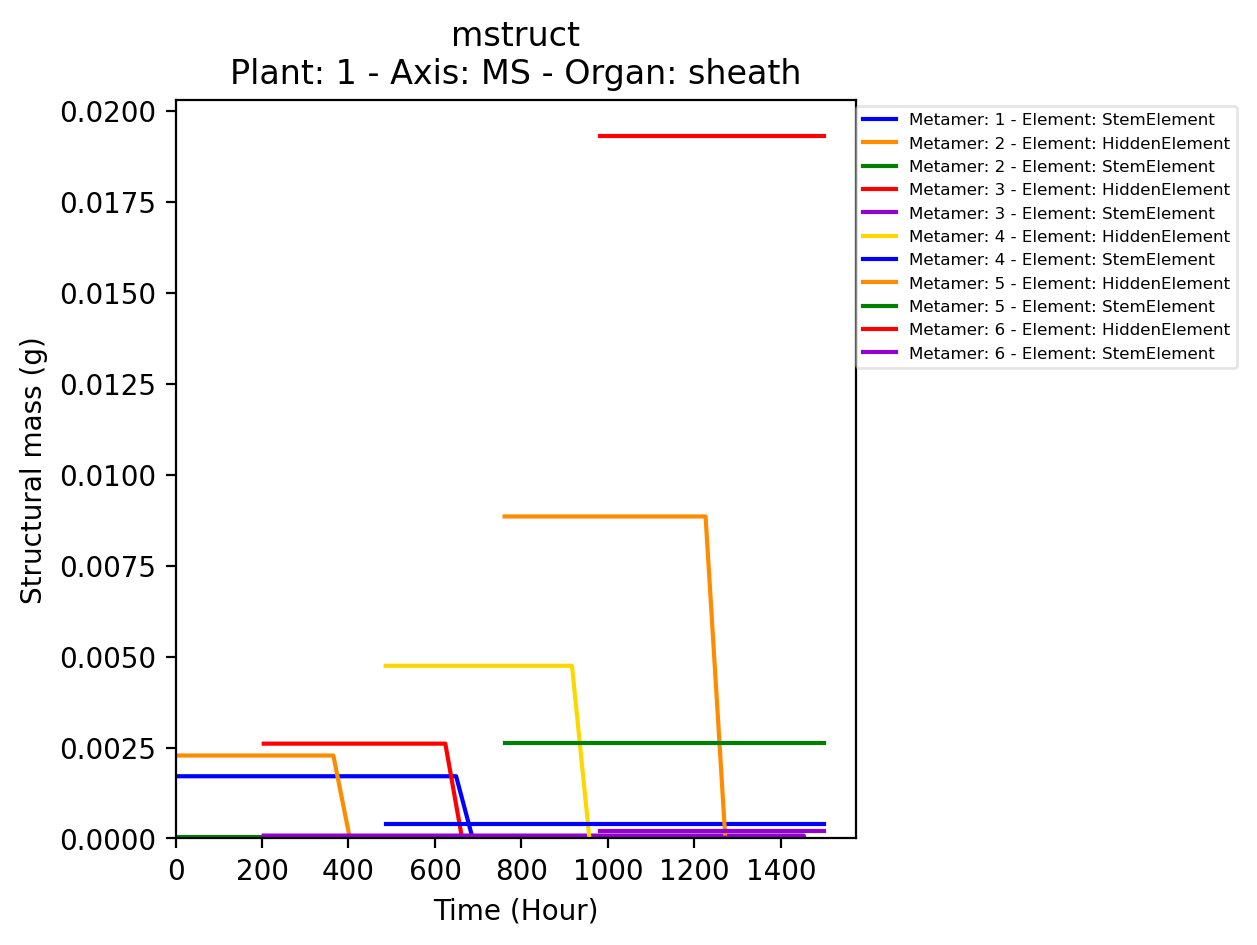 mstruct
Plant: 1 - Axis: MS - Organ: sheath
0.0200
0.0175
0.0150
0.0125
0.0100
0.0075
0.0050
0.0025
0.0000
Structural mass (g)
0 200 400 600 800 1000 1200 1400
Time (Hour)
Metamer: 1 - Element: StemElement
Metamer: 2 - Element: HiddenElement
Metamer: 2 - Element: StemElement
Metamer: 3 - Element: HiddenElement
Metamer: 3 - Element: StemElement
Metamer: 4 - Element: HiddenElement
Metamer: 4 - Element: StemElement
Metamer: 5 - Element: HiddenElement
Metamer: 5 - Element: StemElement
Metamer: 6 - Element: HiddenElement
Metamer: 6 - Element: StemElement